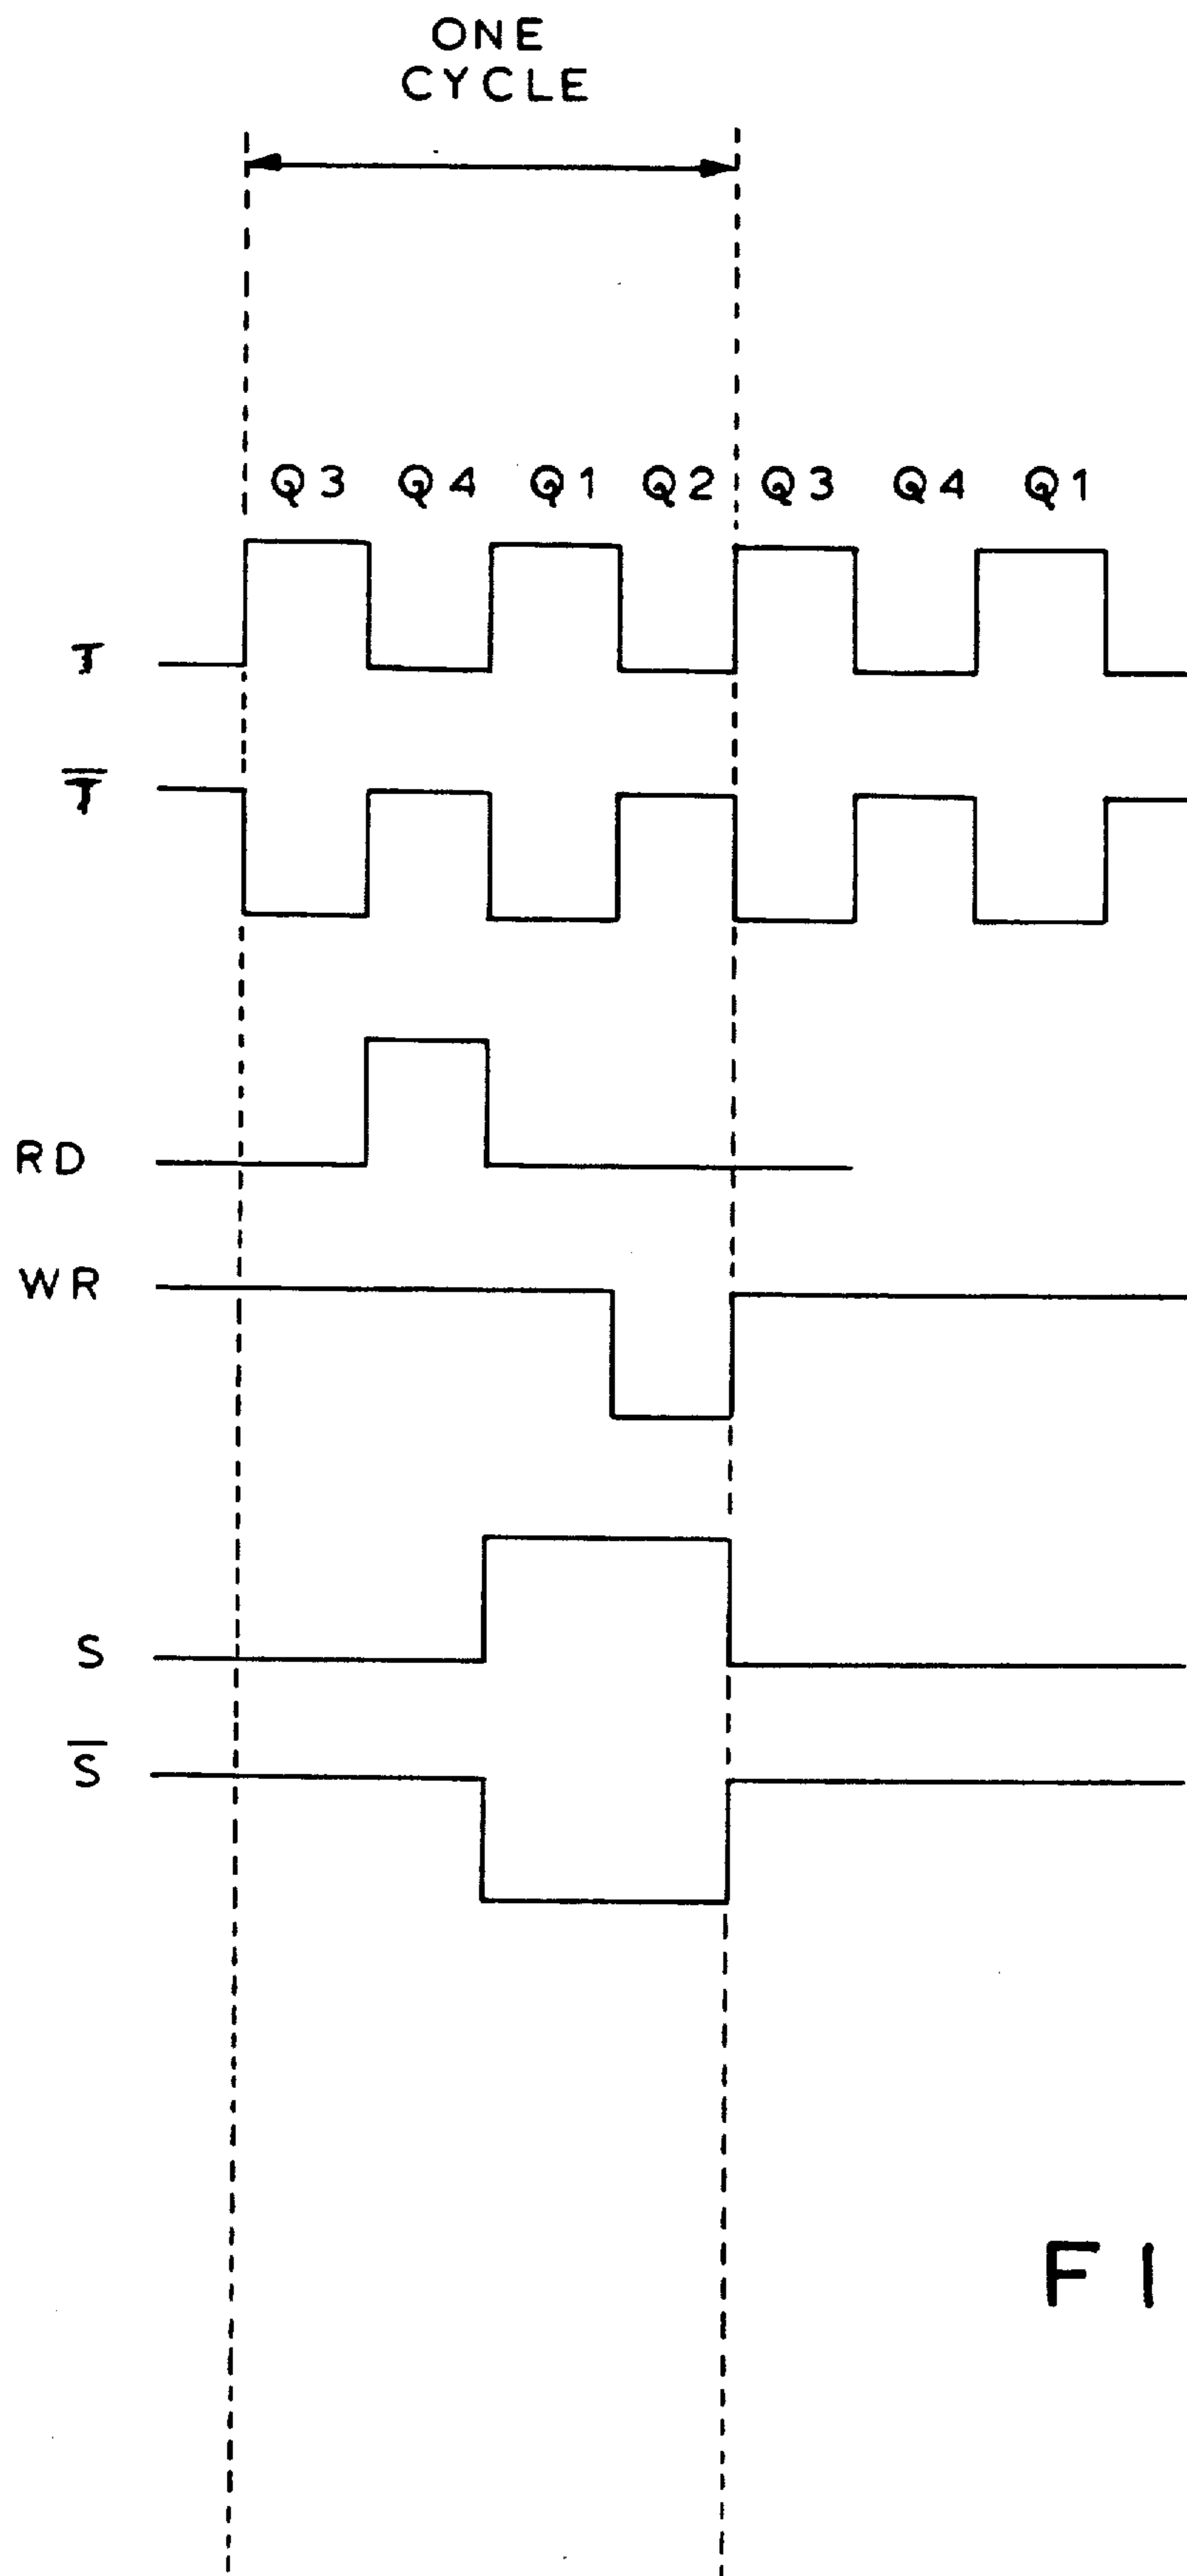 ONE
CYCLE
Q3 Q4 Q1 Q2 Q3 Q4 Q1
T
T̅
RD
WR
S
S̅
FI